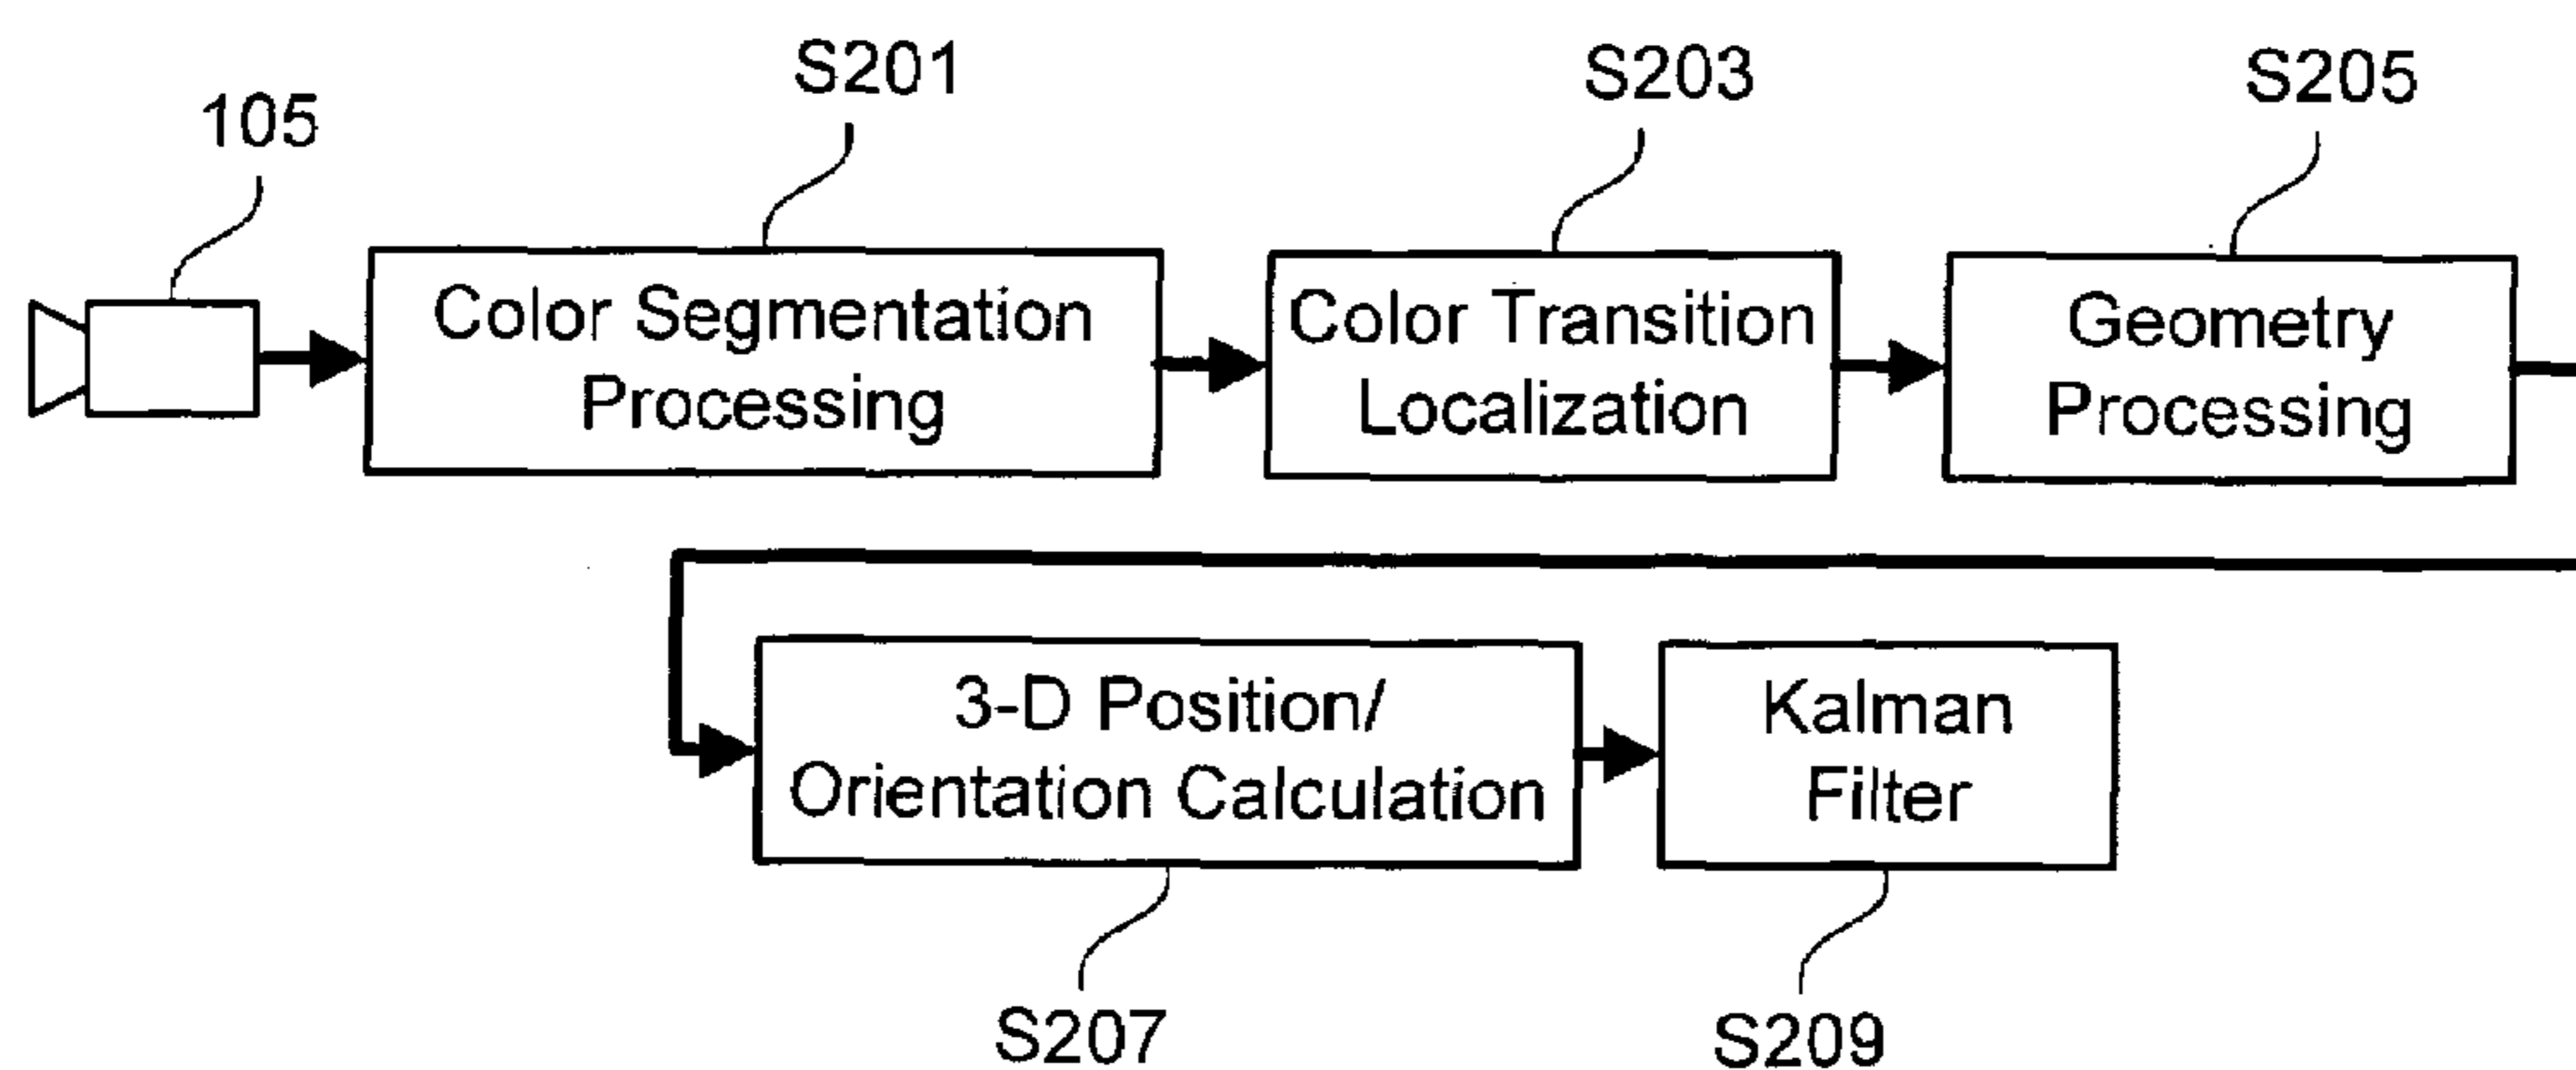 105
S201
S203
S205
Color Segmentation
Processing
Color Transition
Localization
Geometry
Processing
3-D Position/
Orientation Calculation
Kalman
Filter
S207
S209